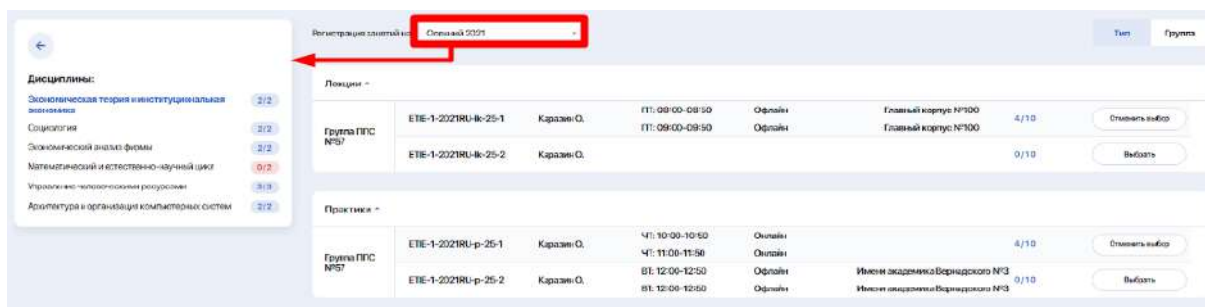 Регистрация занятий на: Осенний 2021
Тип Группа
Дисциплины:
Экономическая теория и институциональная экономика 2/2
Социология 2/2
Экономический анализ фирмы 2/2
Математический и естественно-научный цикл 0/2
Управление человеческими ресурсами 3/3
Архитектура и организация компьютерных систем 2/2
Лекции
Группа ППС №57
ETIE-1-2021RU-lk-25-1 Каразин О. ПТ: 08:00-08:50 Офлайн Главный корпус №100 4/10 Отменить выбор
ПТ: 09:00-09:50 Офлайн Главный корпус №100
ETIE-1-2021RU-lk-25-2 Каразин О. 0/10 Выбрать
Практики
Группа ППС №57
ETIE-1-2021RU-p-25-1 Каразин О. ЧТ: 10:00-10:50 Онлайн 4/10 Отменить выбор
ЧТ: 11:00-11:50 Онлайн
ETIE-1-2021RU-p-25-2 Каразин О. ВТ: 12:00-12:50 Офлайн Имени академика Вернадского №3 0/10 Выбрать
ВТ: 12:00-12:50 Офлайн Имени академика Вернадского №3